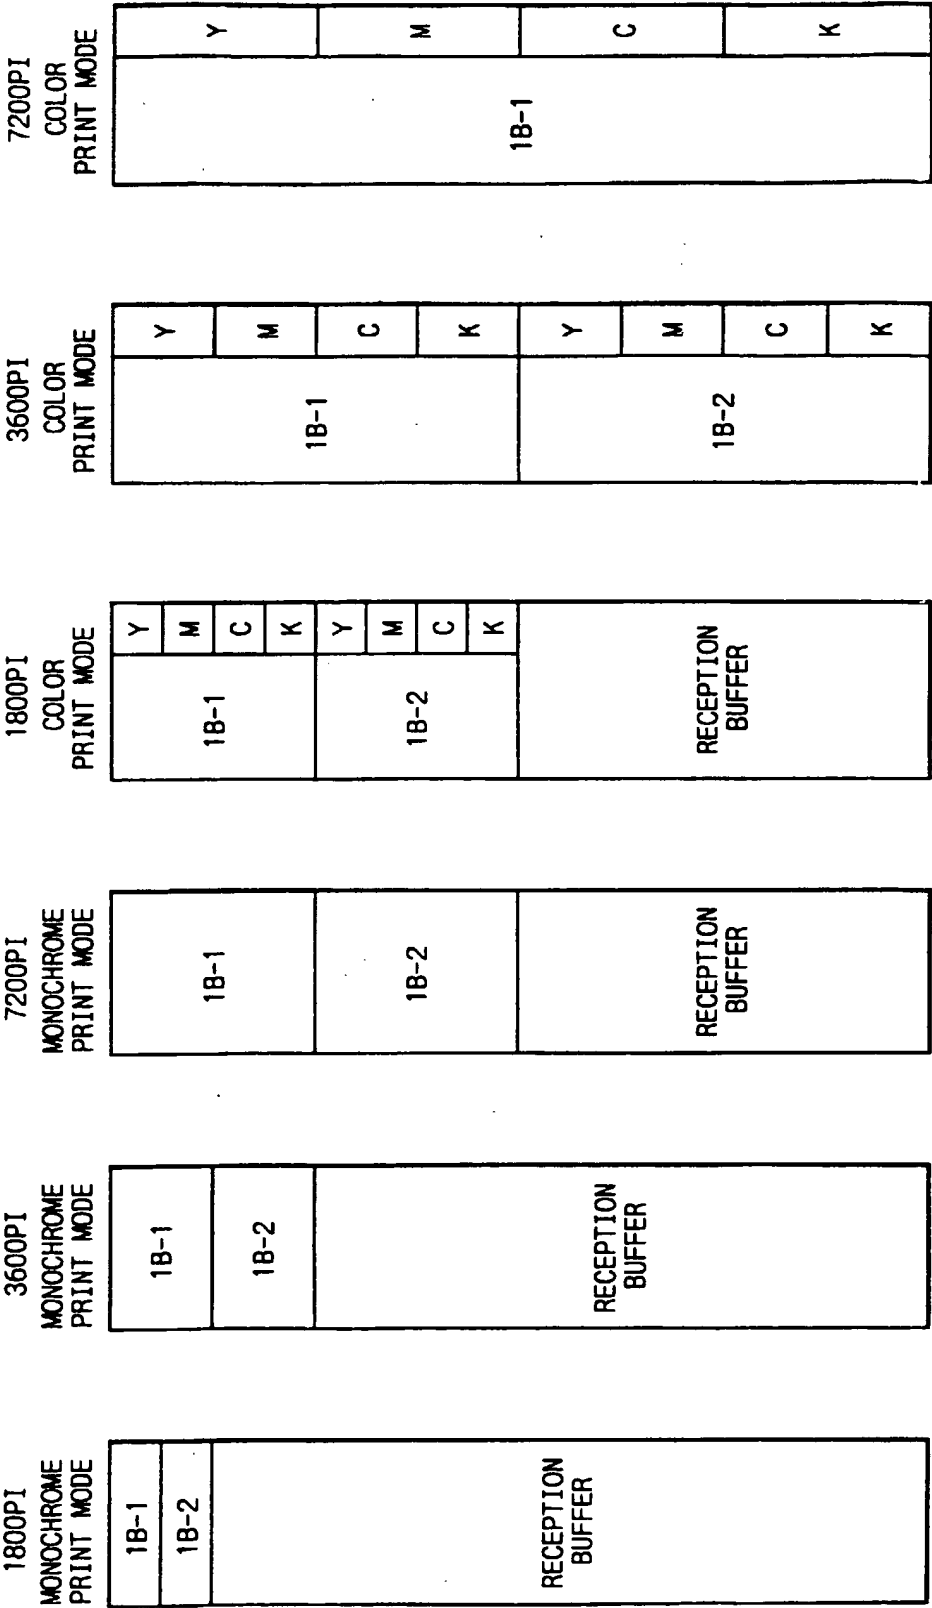 1800PI
MONOCHROME
PRINT MODE
1B-1
1B-2
RECEPTION
BUFFER
3600PI
MONOCHROME
PRINT MODE
1B-1
1B-2
RECEPTION
BUFFER
7200PI
MONOCHROME
PRINT MODE
1B-1
1B-2
RECEPTION
BUFFER
1800PI
COLOR
PRINT MODE
1B-1
Y
M
C
K
1B-2
Y
M
C
K
RECEPTION
BUFFER
3600PI
COLOR
PRINT MODE
1B-1
Y
M
C
K
1B-2
Y
M
C
K
7200PI
COLOR
PRINT MODE
1B-1
Y
M
C
K